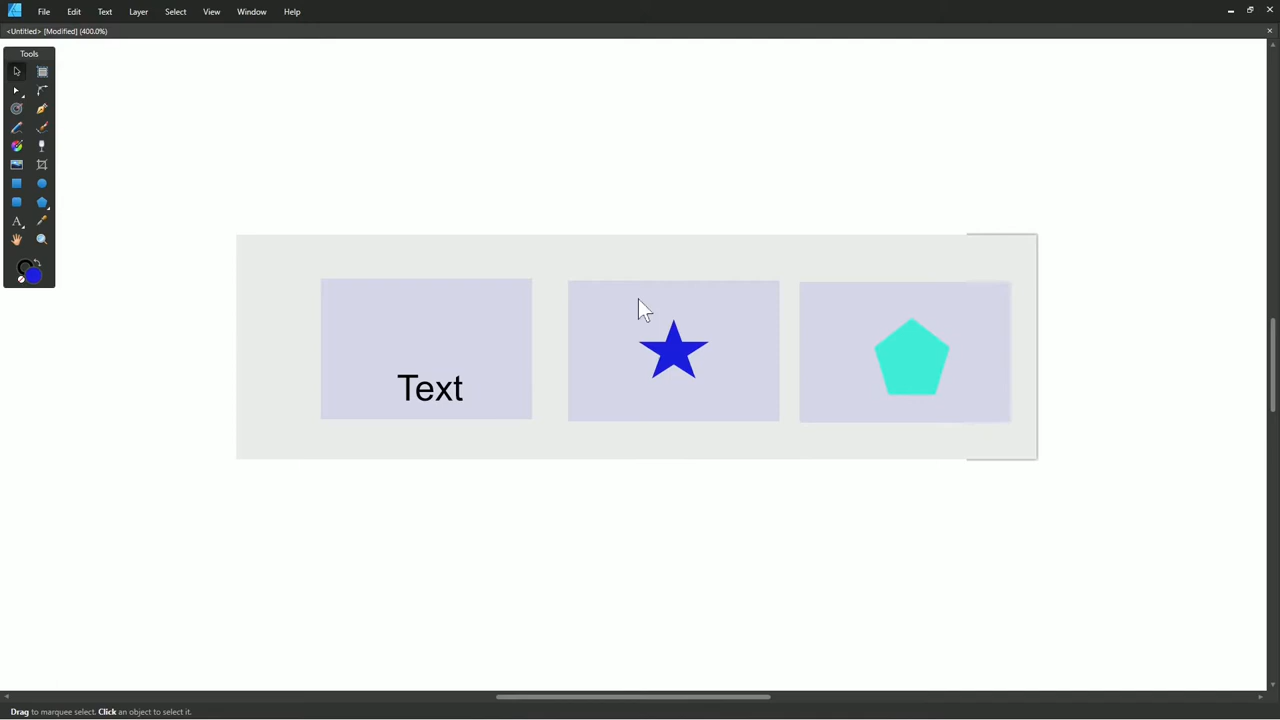 File Edit Text Layer Select View Window Help
<Untitled> [Modified] (400.0%)
Tools
Text
Drag to marquee select. Click an object to select it.